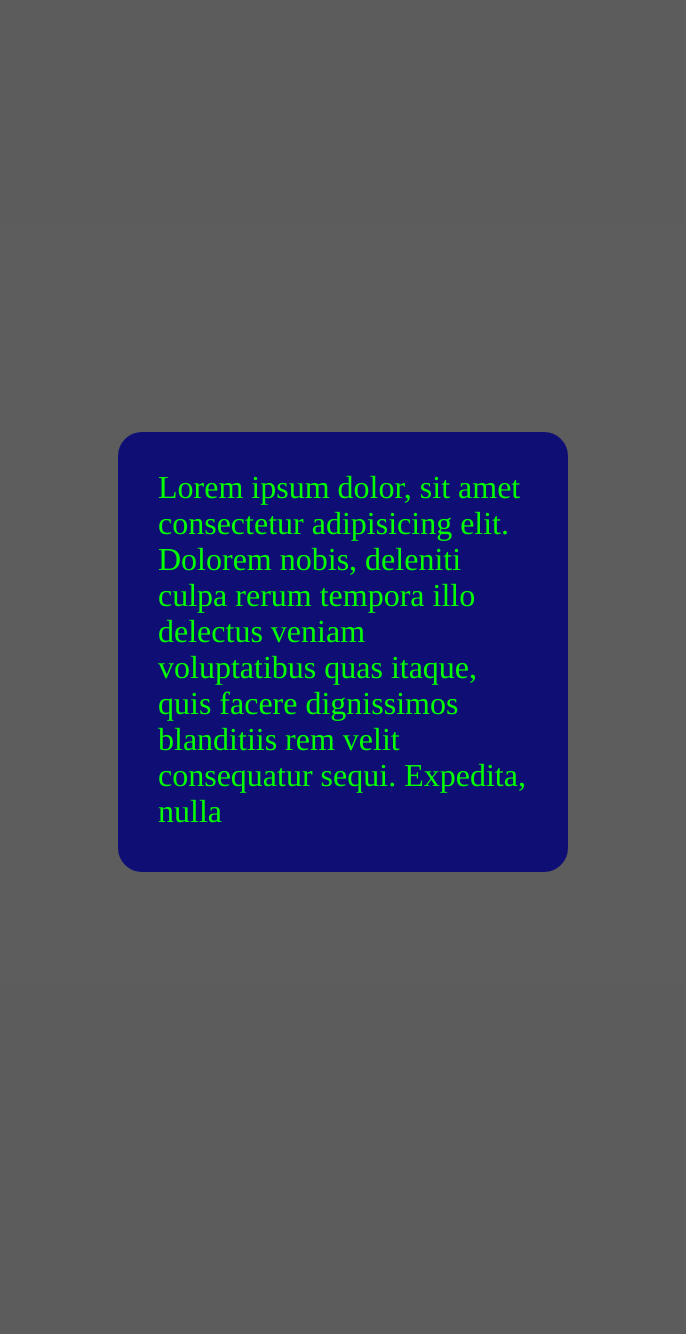 Lorem ipsum dolor, sit amet
consectetur adipisicing elit.
Dolorem nobis, deleniti
culpa rerum tempora illo
delectus veniam
voluptatibus quas itaque,
quis facere dignissimos
blanditiis rem velit
consequatur sequi. Expedita,
nulla